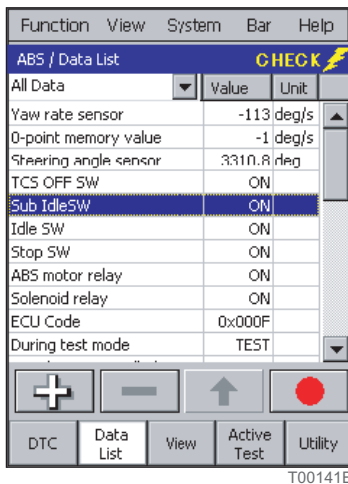 Function View System Bar Help
ABS / Data List CHECK
All Data Value Unit
Yaw rate sensor -113 deg/s
0-point memory value -1 deg/s
Steering angle sensor 3310.8 deg
TCS OFF SW ON
Sub IdleSW ON
Idle SW ON
Stop SW ON
ABS motor relay ON
Solenoid relay ON
ECU Code 0x000F
During test mode TEST
DTC Data List View Active Test Utility
T00141E